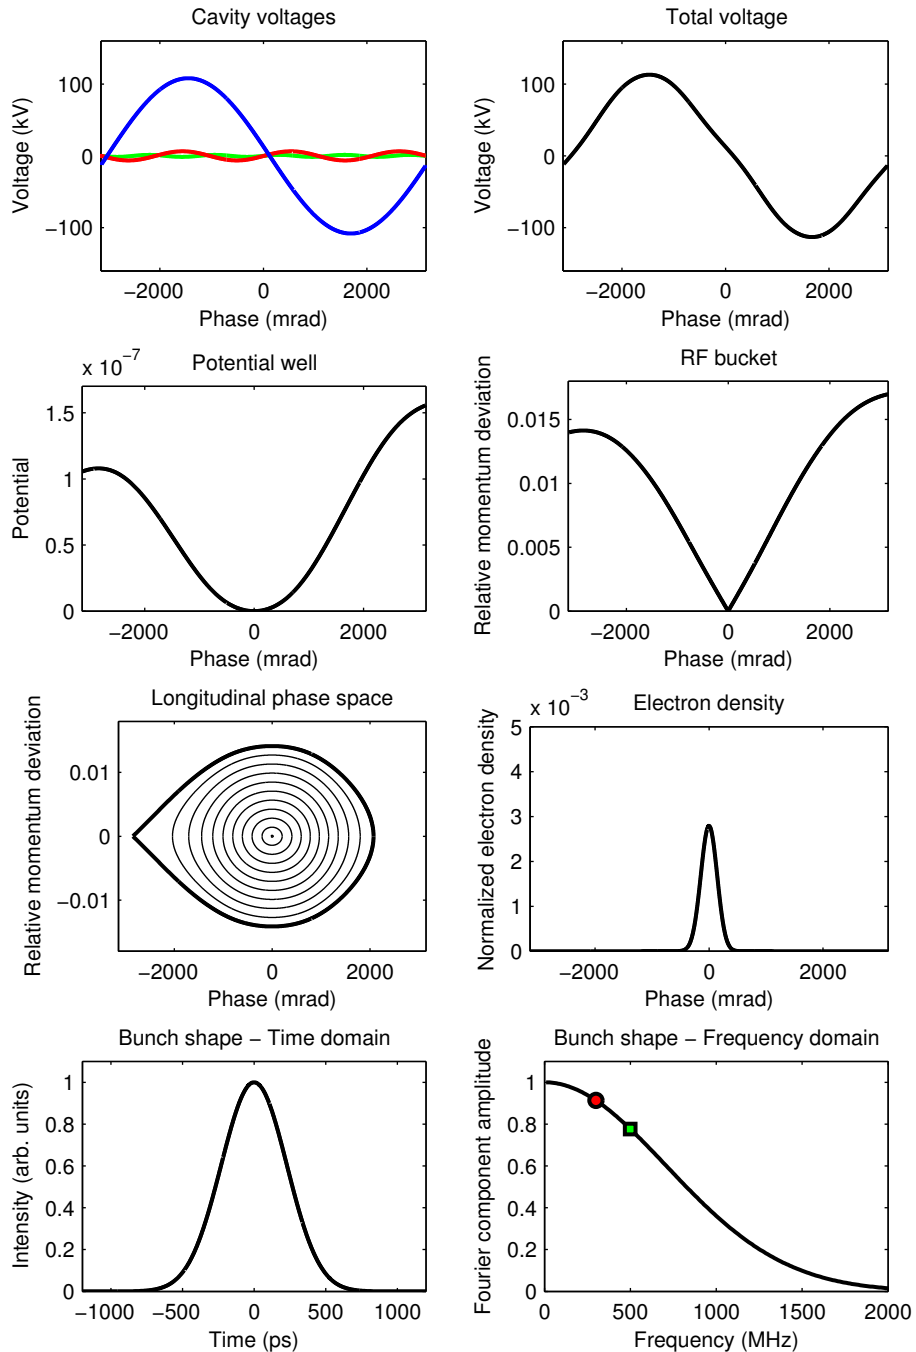 Cavity voltages
Voltage (kV)
100
0
−100
−2000 0 2000
Phase (mrad)
Total voltage
Voltage (kV)
100
0
−100
−2000 0 2000
Phase (mrad)
x 10−7
Potential well
Potential
1.5
1
0.5
0
−2000 0 2000
Phase (mrad)
RF bucket
Relative momentum deviation
0.015
0.01
0.005
0
−2000 0 2000
Phase (mrad)
Longitudinal phase space
Relative momentum deviation
0.01
0
−0.01
−2000 0 2000
Phase (mrad)
x 10−3
Electron density
Normalized electron density
5
4
3
2
1
0
−2000 0 2000
Phase (mrad)
Bunch shape − Time domain
Intensity (arb. units)
1
0.8
0.6
0.4
0.2
0
−1000 −500 0 500 1000
Time (ps)
Bunch shape − Frequency domain
Fourier component amplitude
1
0.8
0.6
0.4
0.2
0
0 500 1000 1500 2000
Frequency (MHz)